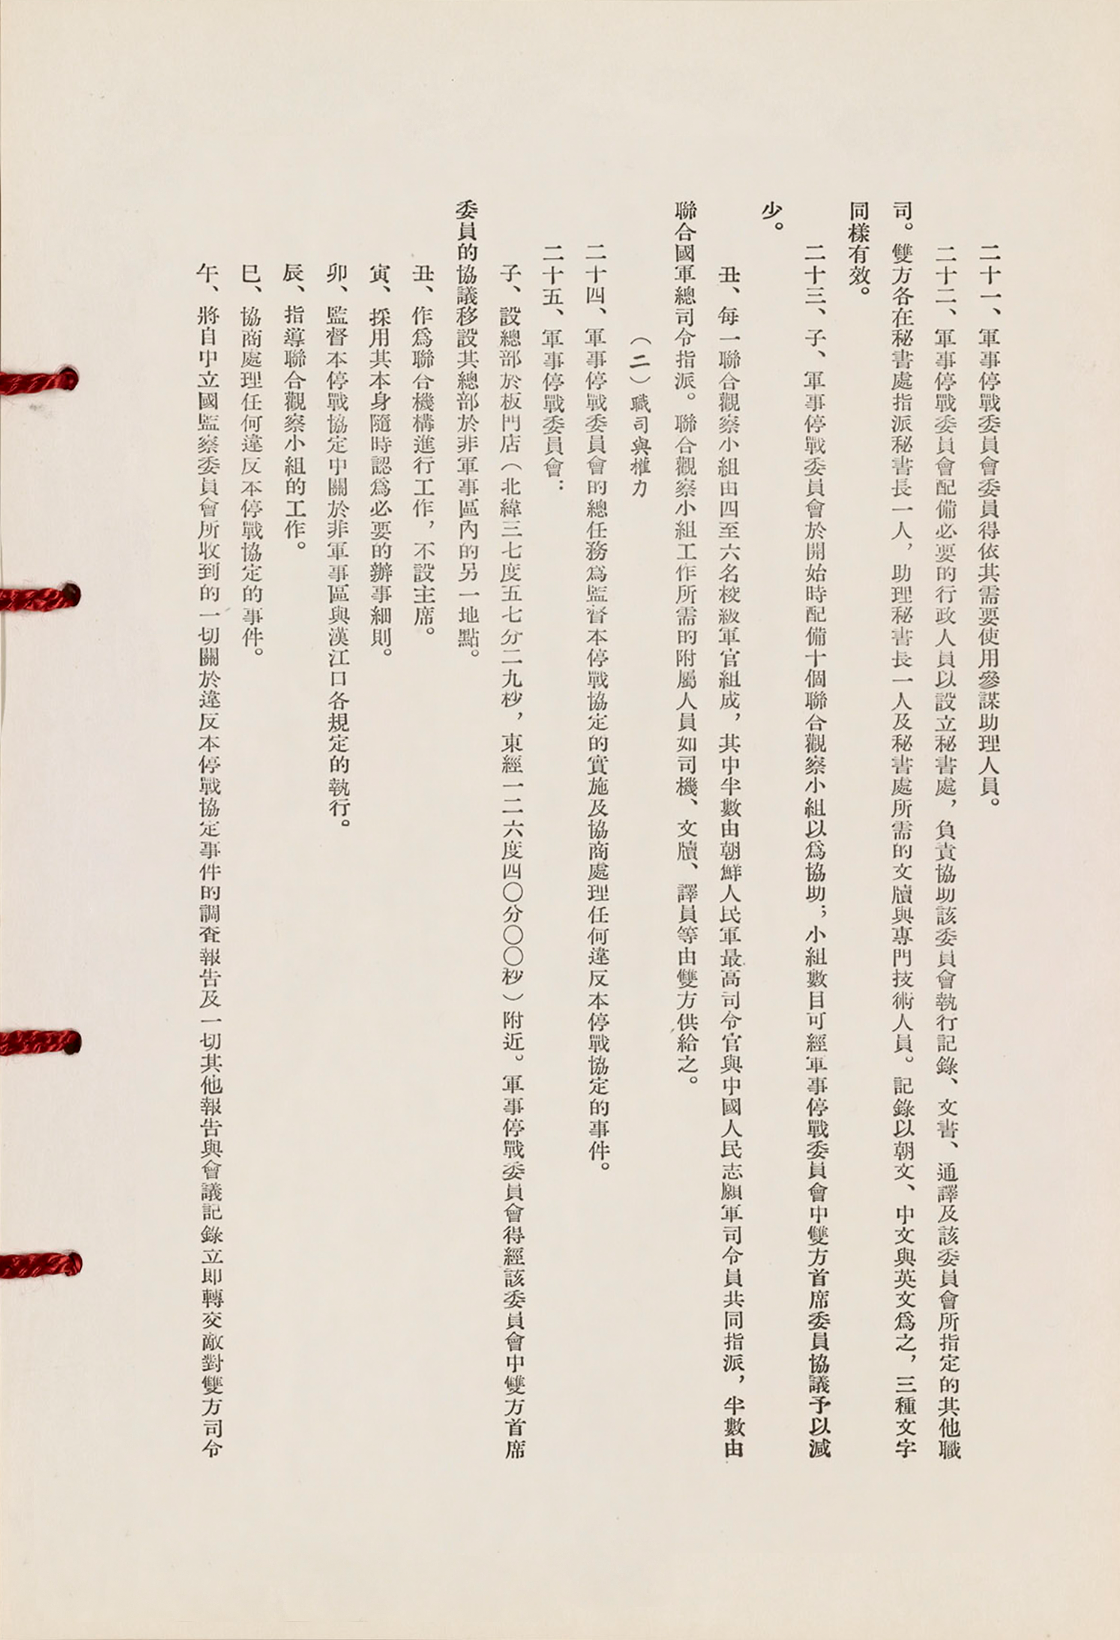 二十一、軍事停戰委員會委員得依其需要使用參謀助理人員。
二十二、軍事停戰委員會配備必要的行政人員以設立秘書處，負責協助該委員會執行記錄、文書、通譯及該委員會所指定的其他職
司。雙方各在秘書處指派秘書長一人，助理秘書長一人及秘書處所需的文牘與專門技術人員。記錄以朝文、中文與英文爲之，三種文字
同樣有效。
二十三、子、軍事停戰委員會於開始時配備十個聯合觀察小組以爲協助；小組數目可經軍事停戰委員會中雙方首席委員協議予以減
少。
丑、每一聯合觀察小組由四至六名校級軍官組成，其中半數由朝鮮人民軍最高司令官與中國人民志願軍司令員共同指派，半數由
聯合國軍總司令指派。聯合觀察小組工作所需的附屬人員如司機、文牘、譯員等由雙方供給之。
（二）職司與權力
二十四、軍事停戰委員會的總任務爲監督本停戰協定的實施及協商處理任何違反本停戰協定的事件。
二十五、軍事停戰委員會：
子、設總部於板門店（北緯三七度五七分二九秒，東經一二六度四〇分〇〇秒）附近。軍事停戰委員會得經該委員會中雙方首席
委員的協議移設其總部於非軍事區內的另一地點。
丑、作爲聯合機構進行工作，不設主席。
寅、採用其本身隨時認爲必要的辦事細則。
卯、監督本停戰協定中關於非軍事區與漢江口各規定的執行。
辰、指導聯合觀察小組的工作。
巳、協商處理任何違反本停戰協定的事件。
午、將自中立國監察委員會所收到的一切關於違反本停戰協定事件的調查報告及一切其他報告與會議記錄立即轉交敵對雙方司令